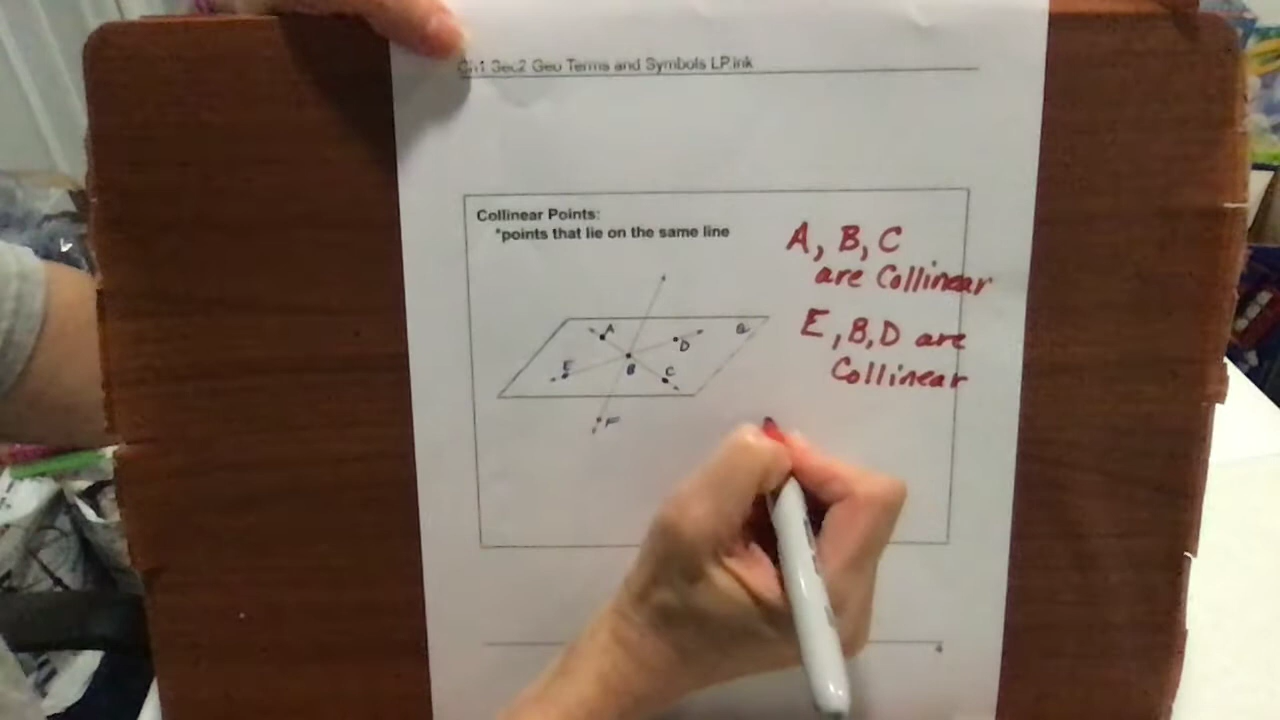 Ch1 Sec2 Geo Terms and Symbols LP ink
Collinear Points:
*points that lie on the same line
A, B, C
are Collinear
E, B, D are
Collinear
A
Q
D
E
B
C
F
4